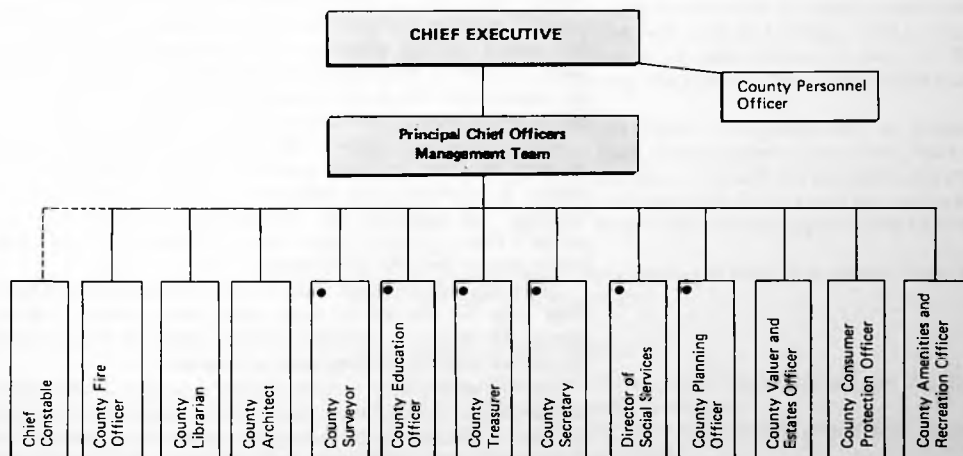 CHIEF EXECUTIVE
County Personnel
Officer
Principal Chief Officers
Management Team
Chief
Constable
County Fire
Officer
County
Librarian
County
Architect
County
Surveyor
County Education
Officer
County
Treasurer
County
Secretary
Director of
Social Services
County Planning
Officer
County Valuer and
Estates Officer
County Consumer
Protection Officer
County Amenities and
Recreation Officer